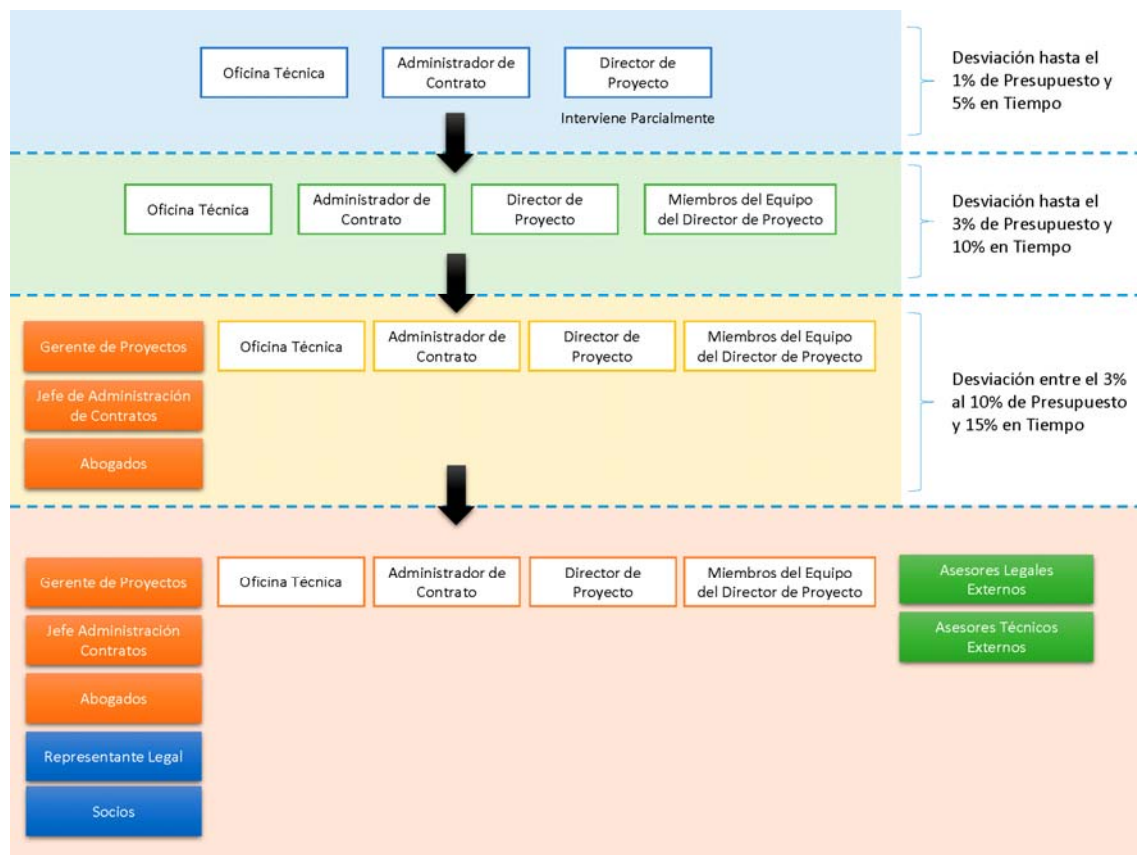 Oficina Técnica
Administrador de
Contrato
Director de
Proyecto
Interviene Parcialmente
Desviación hasta el
1% de Presupuesto y
5% en Tiempo
Oficina Técnica
Administrador de
Contrato
Director de
Proyecto
Miembros del Equipo
del Director de Proyecto
Desviación hasta el
3% de Presupuesto y
10% en Tiempo
Gerente de Proyectos
Jefe de Administración
de Contratos
Abogados
Oficina Técnica
Administrador de
Contrato
Director de
Proyecto
Miembros del Equipo
del Director de Proyecto
Desviación entre el 3%
al 10% de Presupuesto
y 15% en Tiempo
Gerente de Proyectos
Jefe Administración
Contratos
Abogados
Representante Legal
Socios
Oficina Técnica
Administrador de
Contrato
Director de
Proyecto
Miembros del Equipo
del Director de Proyecto
Asesores Legales
Externos
Asesores Técnicos
Externos